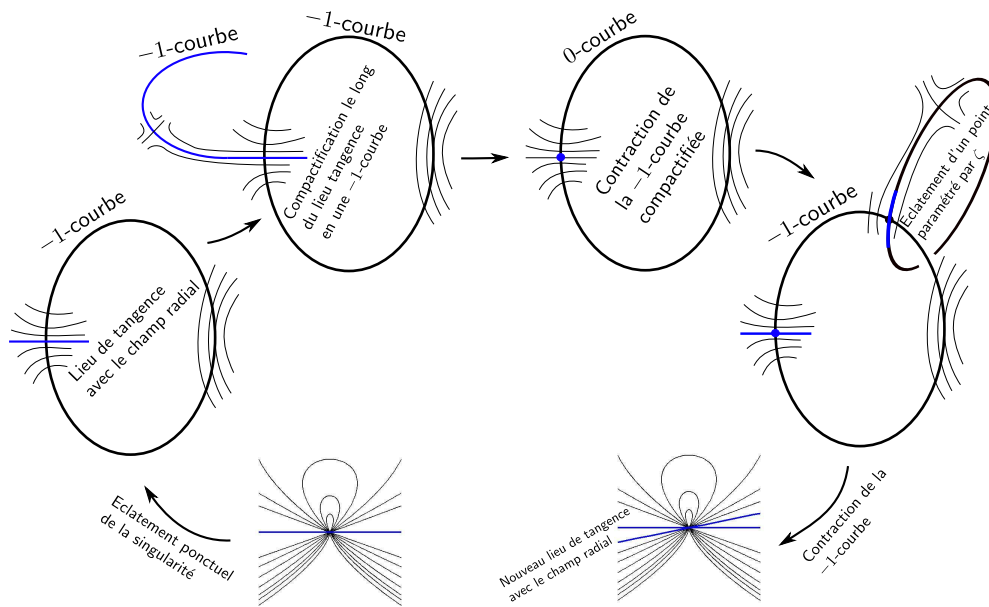 −1-courbe
−1-courbe
Compactification le long
du lieu tangence
en une −1-courbe
0-courbe
Contraction de
la −1-courbe
compactifiée
Eclatement d'un point
paramétré par ζ
−1-courbe
−1-courbe
Lieu de tangence
avec le champ radial
Eclatement ponctuel
de la singularité
Nouveau lieu de tangence
avec le champ radial
Contraction de la
−1-courbe